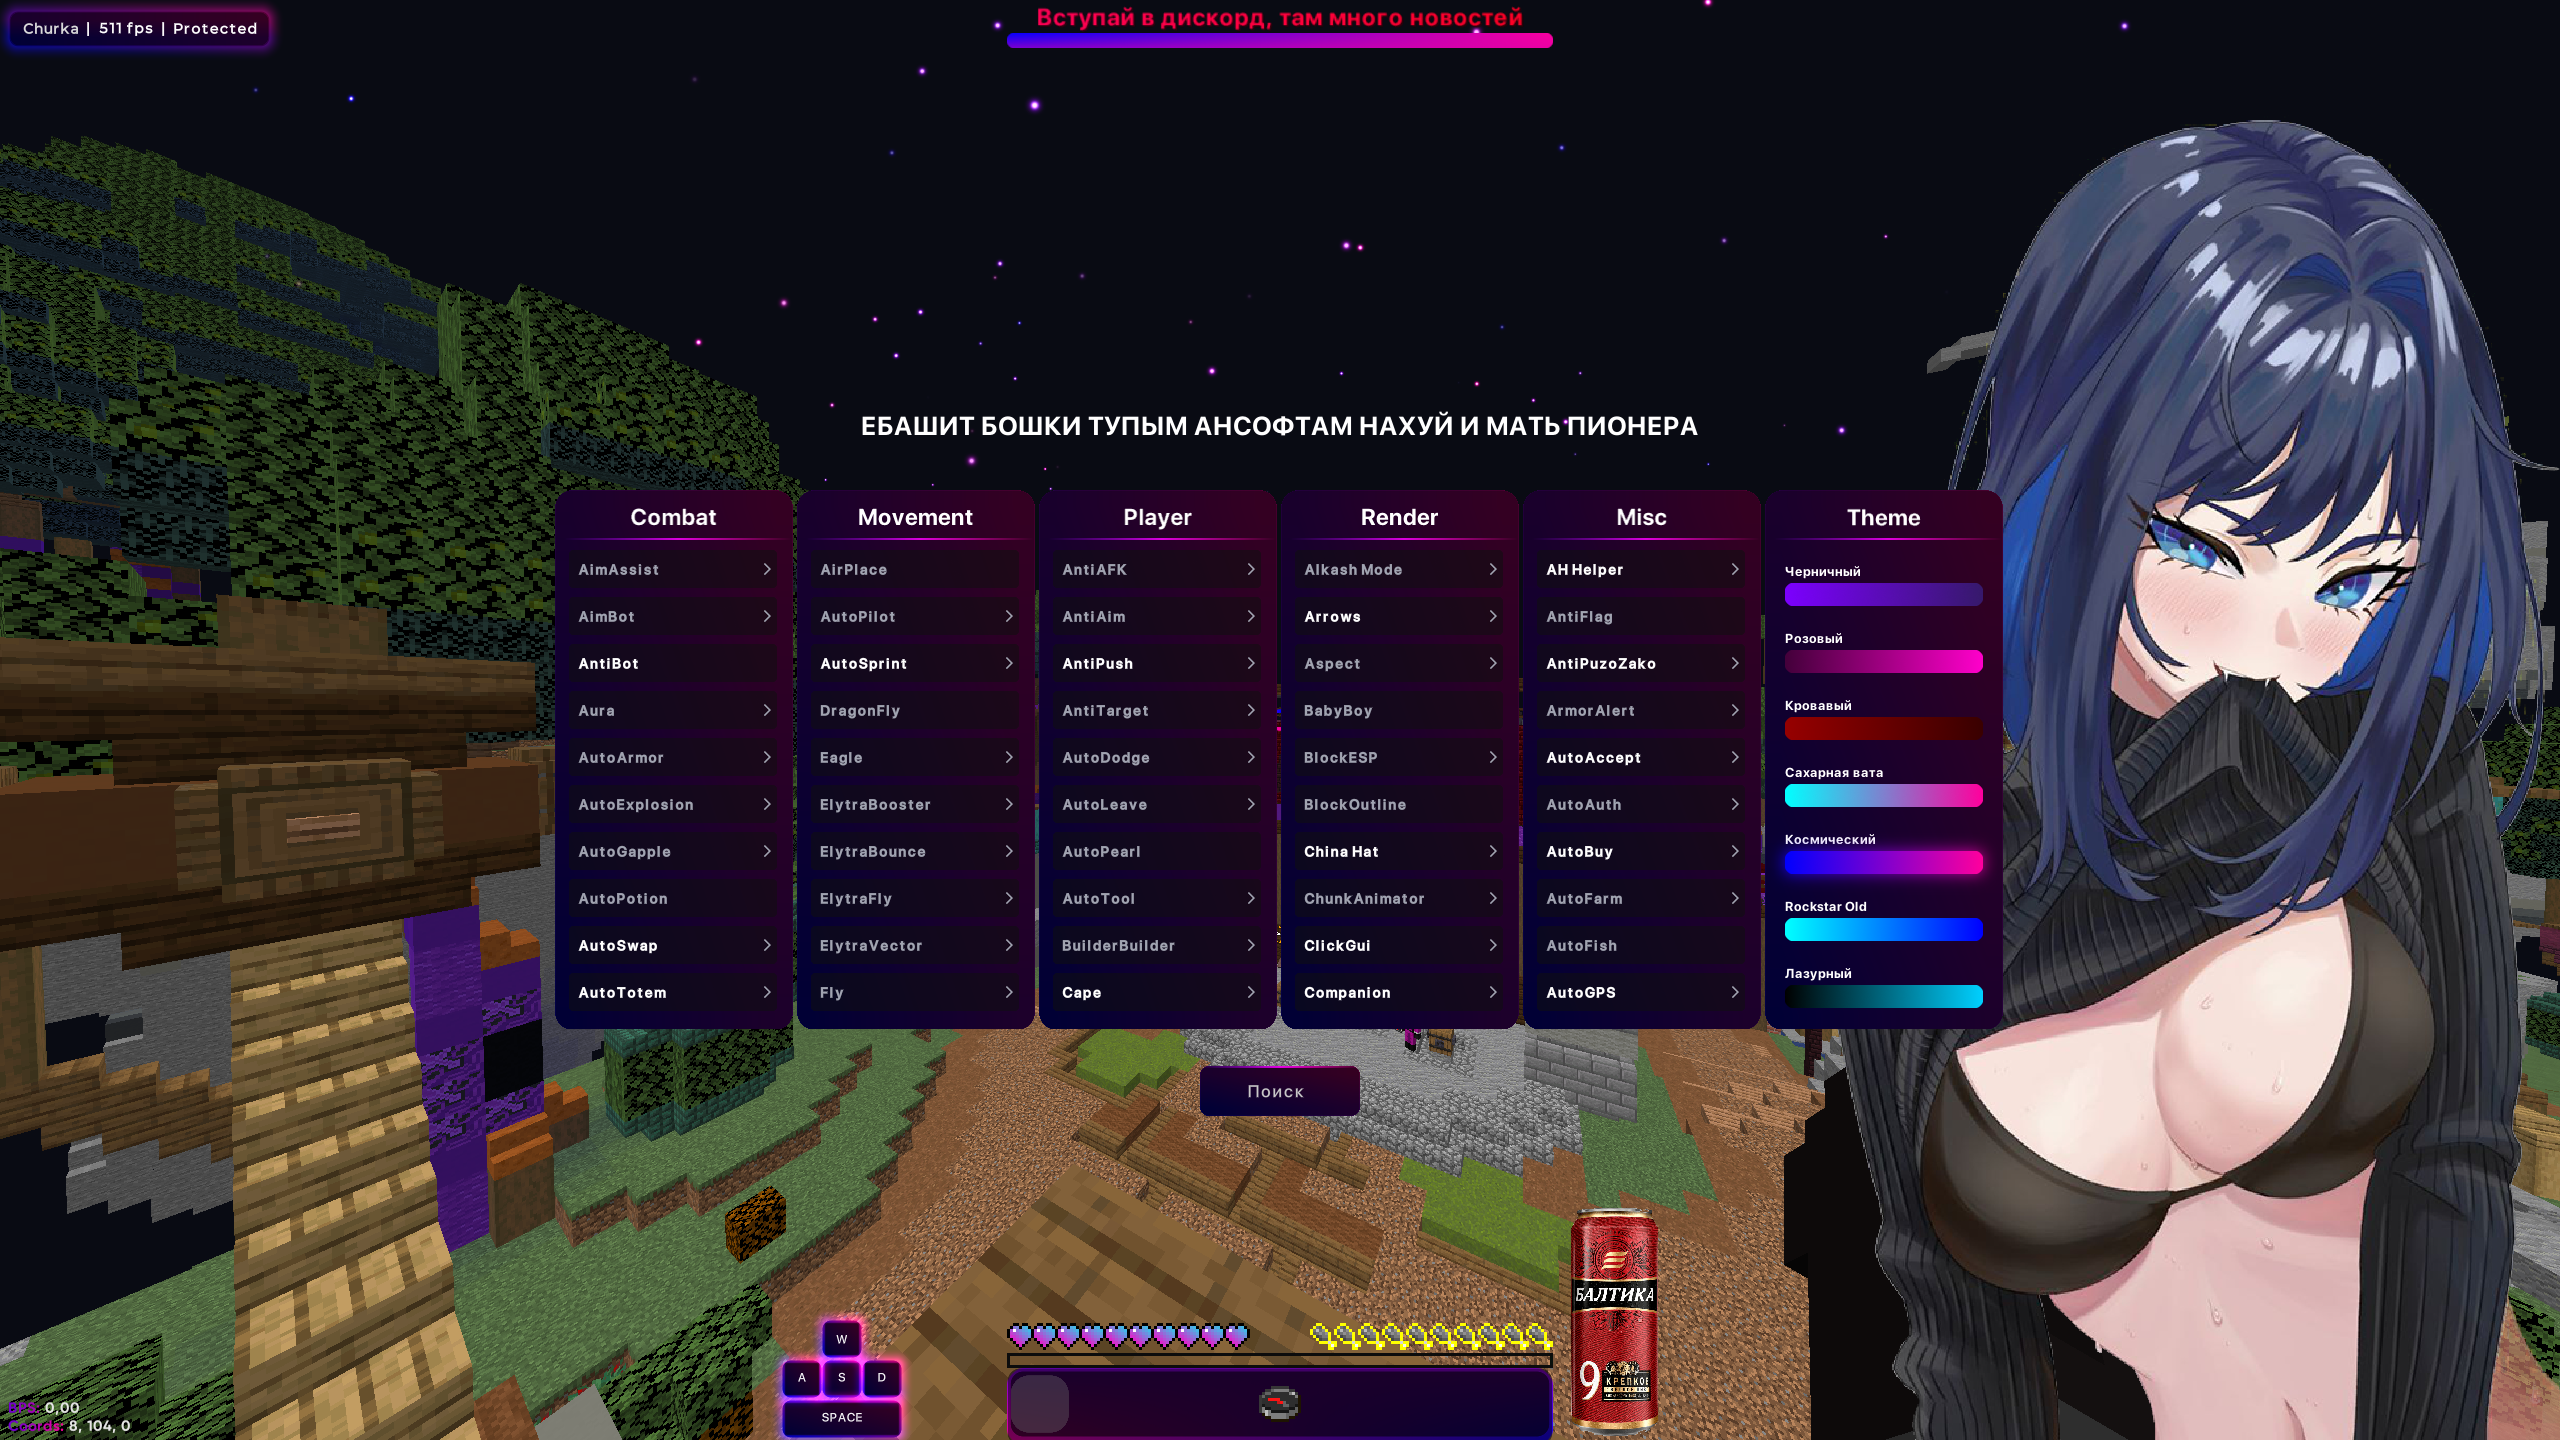 Churka | 511 fps | Protected
Вступай в дискорд, там много новостей
ЕБАШИТ БОШКИ ТУПЫМ АНСОФТАМ НАХУЙ И МАТЬ ПИОНЕРА
Combat
AimAssist
AimBot
AntiBot
Aura
AutoArmor
AutoExplosion
AutoGapple
AutoPotion
AutoSwap
AutoTotem
Movement
AirPlace
AutoPilot
AutoSprint
DragonFly
Eagle
ElytraBooster
ElytraBounce
ElytraFly
ElytraVector
Fly
Player
AntiAFK
AntiAim
AntiPush
AntiTarget
AutoDodge
AutoLeave
AutoPearl
AutoTool
BuilderBuilder
Cape
Render
Alkash Mode
Arrows
Aspect
BabyBoy
BlockESP
BlockOutline
China Hat
ChunkAnimator
ClickGui
Companion
Misc
AH Helper
AntiFlag
AntiPuzoZako
ArmorAlert
AutoAccept
AutoAuth
AutoBuy
AutoFarm
AutoFish
AutoGPS
Theme
Черничный
Розовый
Кровавый
Сахарная вата
Космический
Rockstar Old
Лазурный
Поиск
W
A S D
SPACE
БАЛТИКА
9 КРЕПКОЕ
BPS: 0,00
Coords: 8, 104, 0